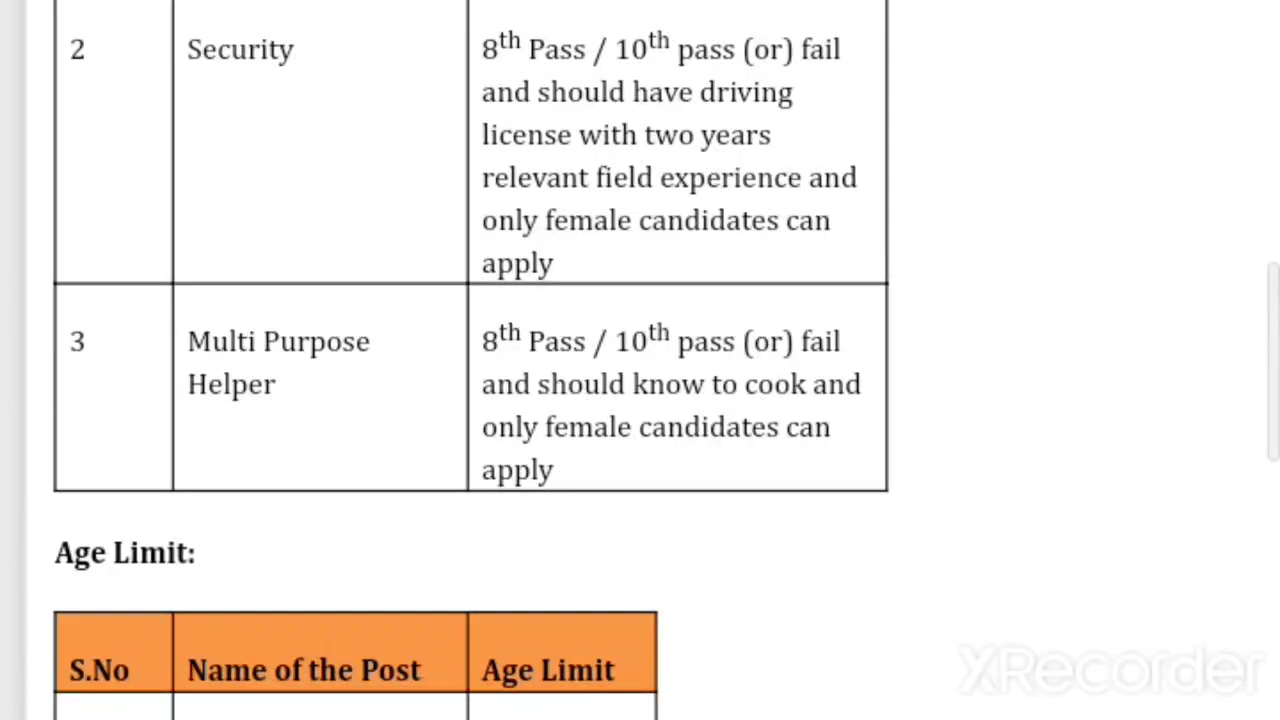 2 Security 8th Pass / 10th pass (or) fail
and should have driving
license with two years
relevant field experience and
only female candidates can
apply
3 Multi Purpose 8th Pass / 10th pass (or) fail
Helper and should know to cook and
only female candidates can
apply
Age Limit:
S.No Name of the Post Age Limit
XRecorder